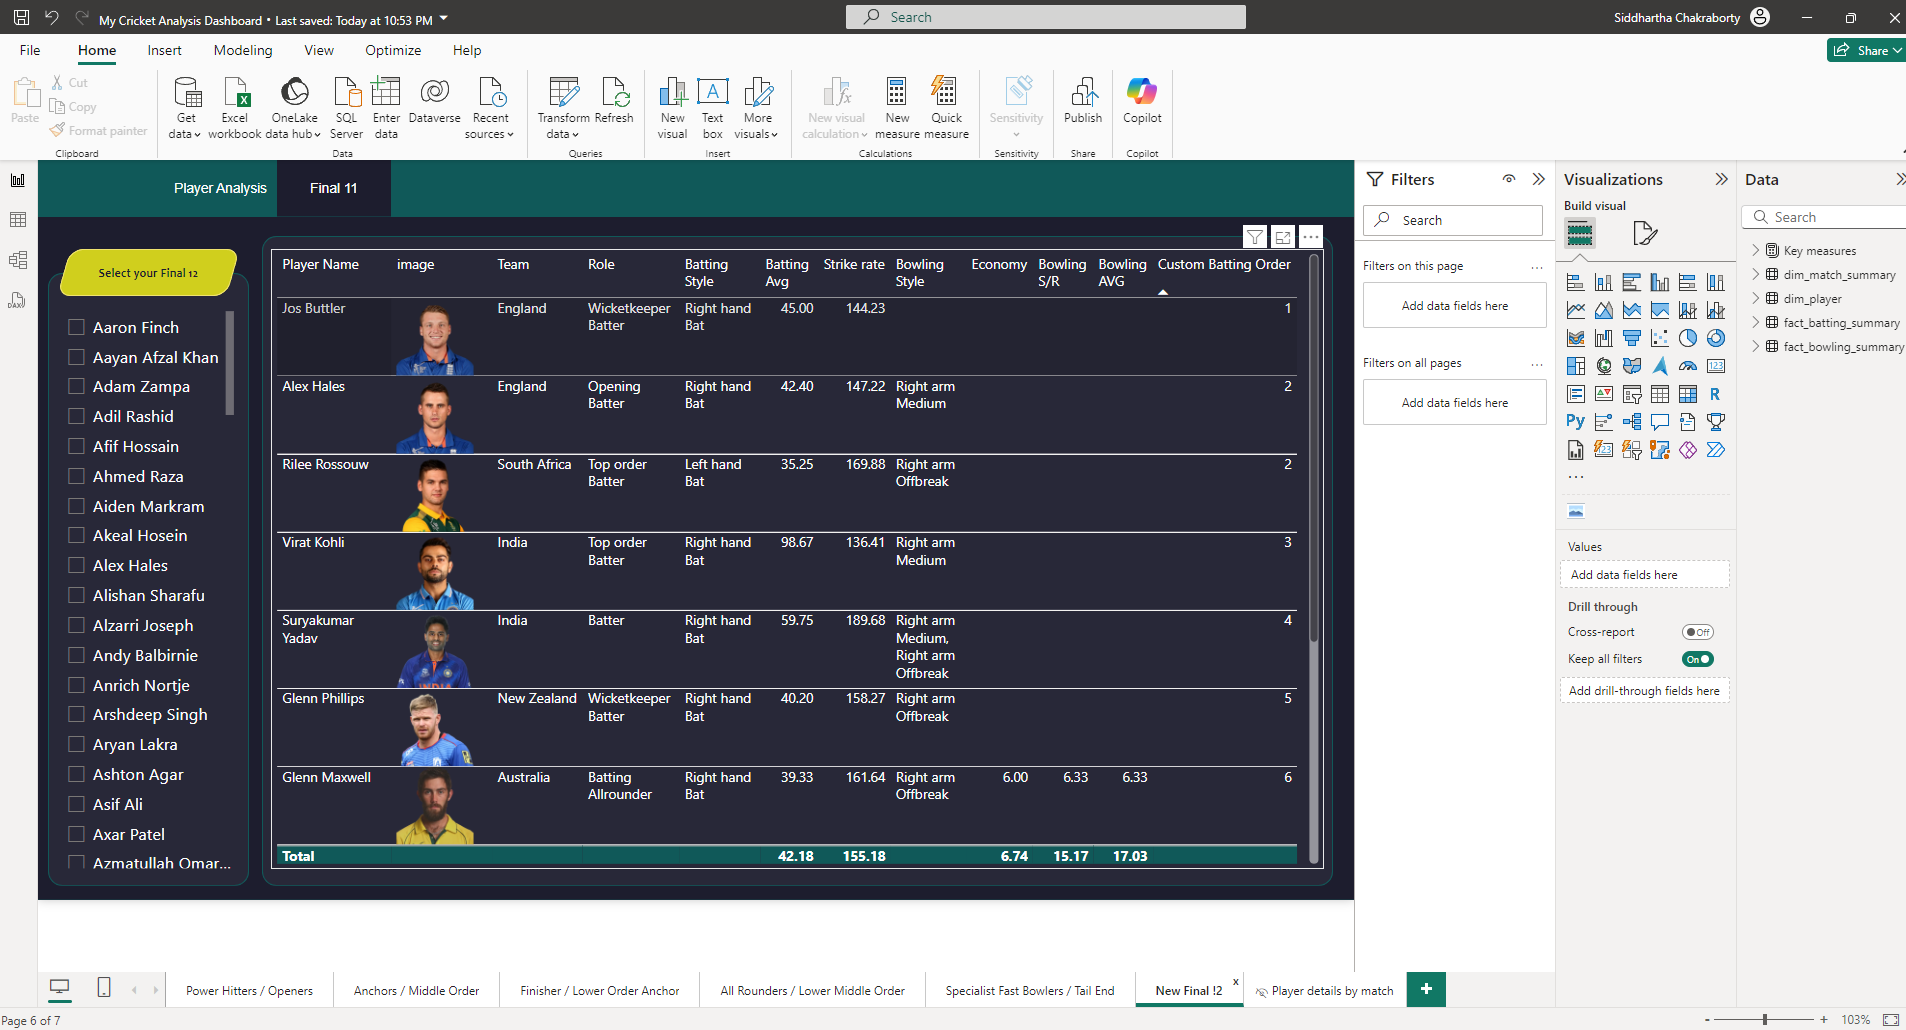 My Cricket Analysis Dashboard • Last saved: Today at 10:53 PM
Search
Siddhartha Chakraborty
File Home Insert Modeling View Optimize Help
Share
Paste
Cut
Copy
Format painter
Clipboard
Get data
Excel workbook
OneLake data hub
SQL Server
Enter data
Dataverse
Recent sources
Data
Transform data
Refresh
Queries
New visual
Text box
More visuals
Insert
New visual calculation
New measure
Quick measure
Calculations
Sensitivity
Sensitivity
Publish
Share
Copilot
Copilot
Player Analysis
Final 11
Select your Final 12
Aaron Finch
Aayan Afzal Khan
Adam Zampa
Adil Rashid
Afif Hossain
Ahmed Raza
Aiden Markram
Akeal Hosein
Alex Hales
Alishan Sharafu
Alzarri Joseph
Andy Balbirnie
Anrich Nortje
Arshdeep Singh
Aryan Lakra
Ashton Agar
Asif Ali
Axar Patel
Azmatullah Omar...
Player Name image Team Role Batting Style Batting Avg Strike rate Bowling Style Economy Bowling S/R Bowling AVG Custom Batting Order
Jos Buttler England Wicketkeeper Batter Right hand Bat 45.00 144.23 1
Alex Hales England Opening Batter Right hand Bat 42.40 147.22 Right arm Medium 2
Rilee Rossouw South Africa Top order Batter Left hand Bat 35.25 169.88 Right arm Offbreak 2
Virat Kohli India Top order Batter Right hand Bat 98.67 136.41 Right arm Medium 3
Suryakumar Yadav India Batter Right hand Bat 59.75 189.68 Right arm Medium, Right arm Offbreak 4
INDIA
Glenn Phillips New Zealand Wicketkeeper Batter Right hand Bat 40.20 158.27 Right arm Offbreak 5
Glenn Maxwell Australia Batting Allrounder Right hand Bat 39.33 161.64 Right arm Offbreak 6.00 6.33 6.33 6
Total 42.18 155.18 6.74 15.17 17.03
Filters
Search
Filters on this page ...
Add data fields here
Filters on all pages ...
Add data fields here
Visualizations
Build visual
123
R
Py
...
Values
Add data fields here
Drill through
Cross-report Off
Keep all filters On
Add drill-through fields here
Data
Search
Key measures
dim_match_summary
dim_player
fact_batting_summary
fact_bowling_summary
Power Hitters / Openers
Anchors / Middle Order
Finisher / Lower Order Anchor
All Rounders / Lower Middle Order
Specialist Fast Bowlers / Tail End
New Final !2 x
Player details by match
+
Page 6 of 7
- + 103%